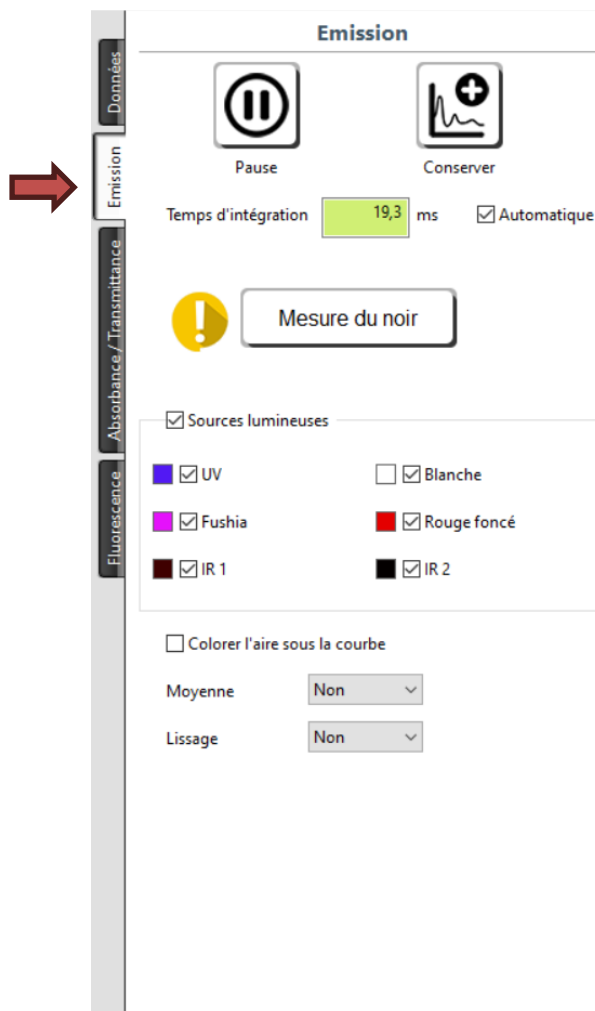 Emission
Données
Emission
Absorbance / Transmittance
Fluorescence
Pause
Conserver
Temps d'intégration 19,3 ms Automatique
Mesure du noir
Sources lumineuses
UV Blanche
Fushia Rouge foncé
IR 1 IR 2
Colorer l'aire sous la courbe
Moyenne Non
Lissage Non